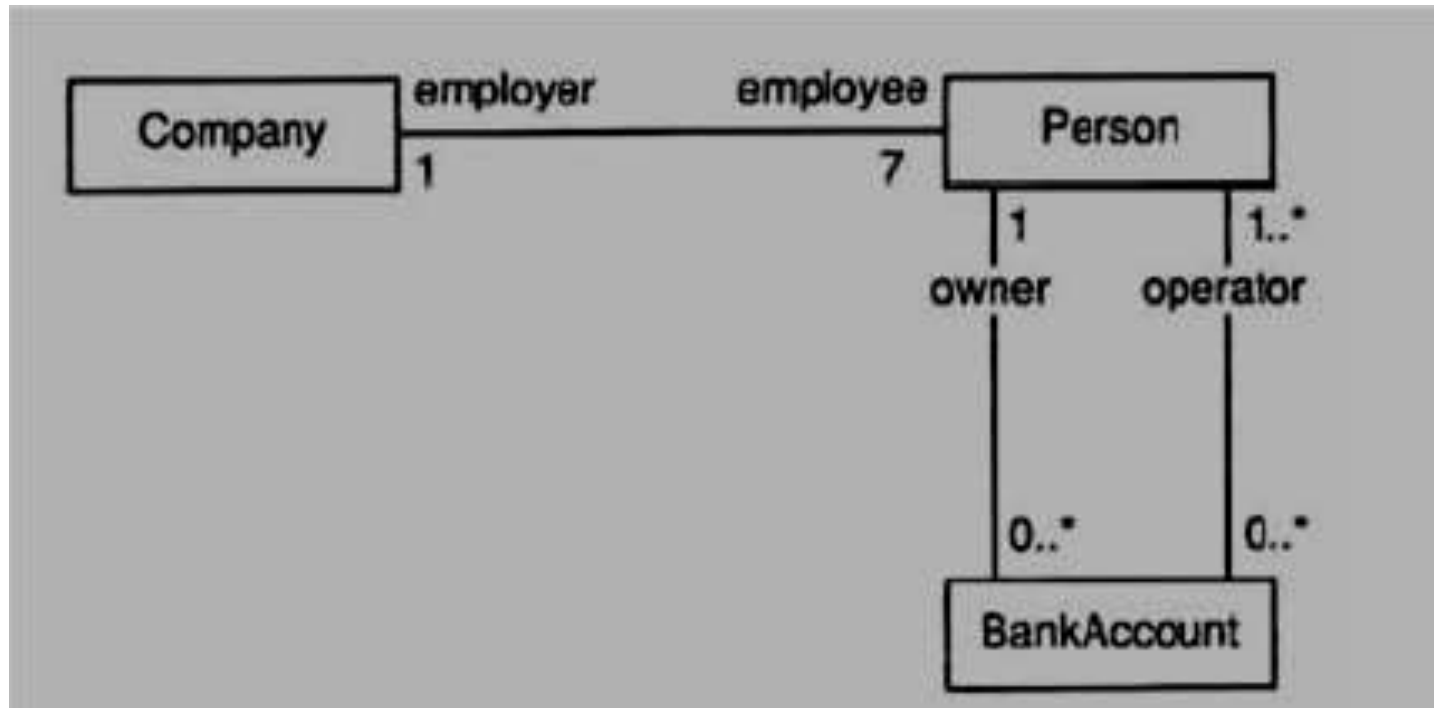 employer employee
Company Person
1 7
1 1..*
owner operator
0..* 0..*
BankAccount